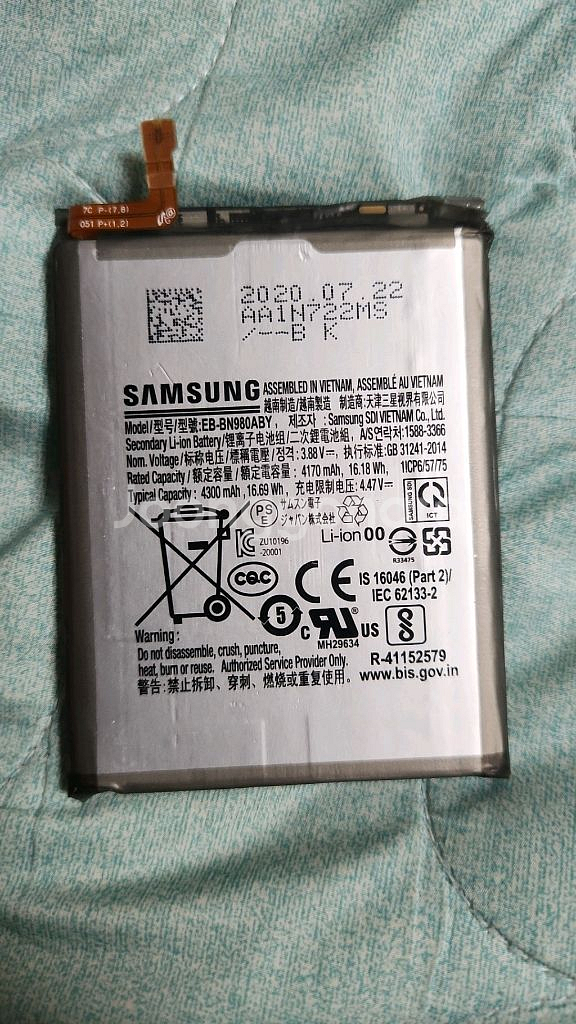 7C P-(7,8)
051 P+(1,2)
2020.07.22
AA1N722MS
/--B K
SAMSUNG ASSEMBLED IN VIETNAM, ASSEMBLÉ AU VIETNAM
越南制造/越南製造 制造商:天津三星视界有限公司
Model/型号/型號:EB-BN980ABY, 제조자 : Samsung SDI VIETNAM Co., Ltd.
Secondary Li-ion Battery/锂离子电池组/二次鋰電池組, A/S연락처:1588-3366
Nom. Voltage/标称电压/標稱電壓/정격: 3.88 V⎓, 执行标准:GB 31241-2014
Rated Capacity / 额定容量 / 額定電容量: 4170 mAh, 16.18 Wh, 1ICP6/57/75
Typical Capacity : 4300 mAh, 16.69 Wh, 充电限制电压: 4.47 V⎓
PSE サムスン電子
ジャパン株式会社
SAMSUNG SDI
ICT
ZU10196
-20001
Li-ion 00
R33475
CQC CE IS 16046 (Part 2)/
IEC 62133-2
5 c RU® US
MH29634
Warning :
Do not disassemble, crush, puncture,
heat, burn or reuse. Authorized Service Provider Only.
警告: 禁止拆卸、穿刺、燃烧或重复使用。
R-41152579
www.bis.gov.in